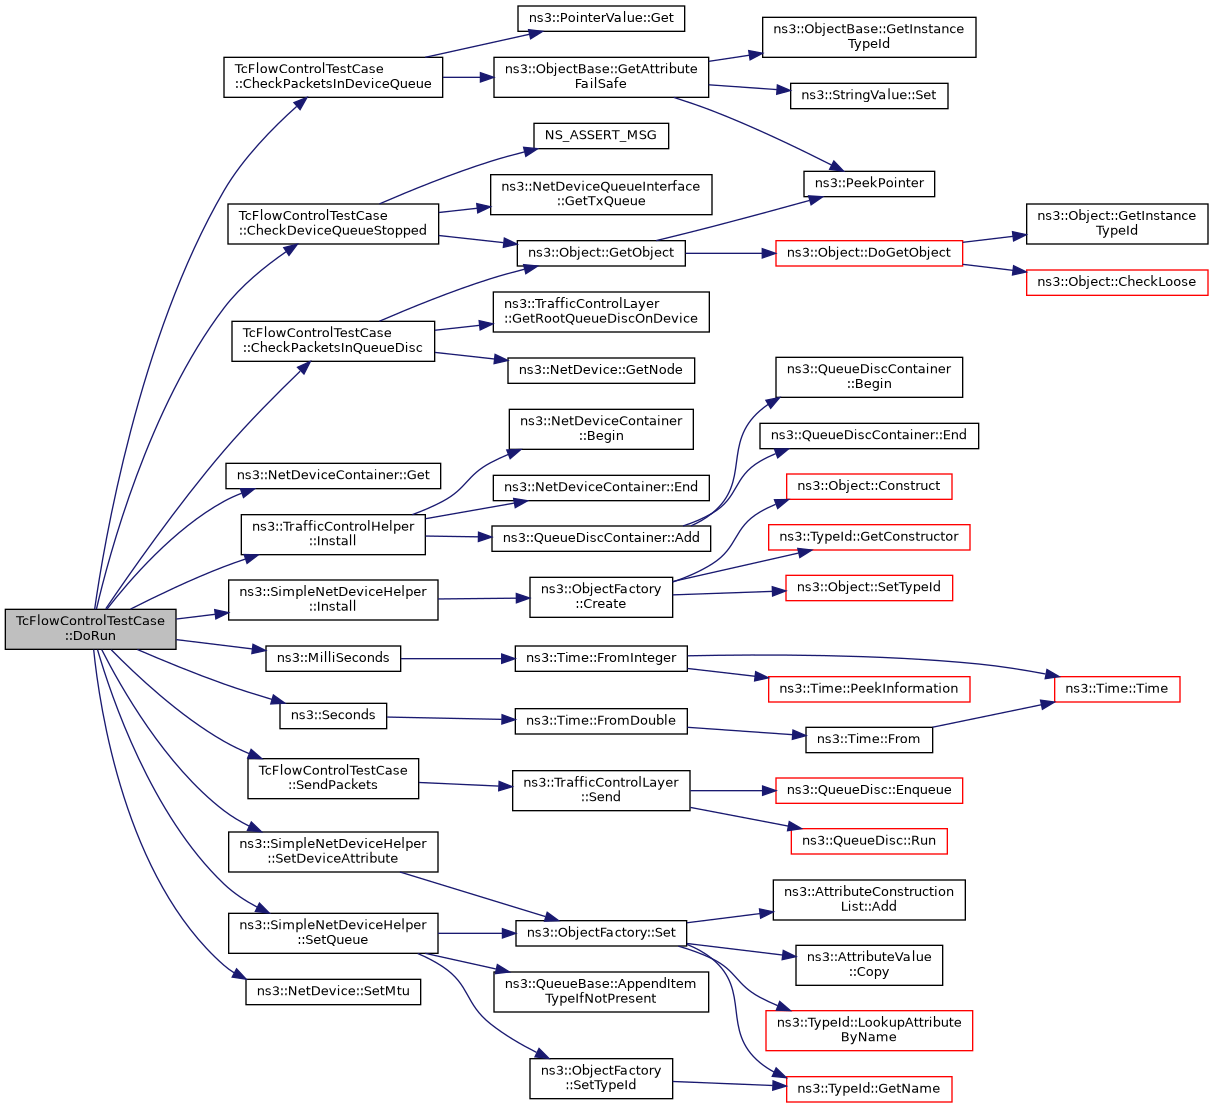 ns3::PointerValue::Get
ns3::ObjectBase::GetInstance
TypeId
TcFlowControlTestCase
::CheckPacketsInDeviceQueue
ns3::ObjectBase::GetAttribute
FailSafe
ns3::StringValue::Set
NS_ASSERT_MSG
ns3::PeekPointer
ns3::NetDeviceQueueInterface
::GetTxQueue
TcFlowControlTestCase
::CheckDeviceQueueStopped
ns3::Object::GetInstance
TypeId
ns3::Object::GetObject
ns3::Object::DoGetObject
ns3::Object::CheckLoose
ns3::TrafficControlLayer
::GetRootQueueDiscOnDevice
TcFlowControlTestCase
::CheckPacketsInQueueDisc
ns3::NetDevice::GetNode
ns3::QueueDiscContainer
::Begin
ns3::NetDeviceContainer
::Begin
ns3::QueueDiscContainer::End
ns3::NetDeviceContainer::Get
ns3::NetDeviceContainer::End
ns3::Object::Construct
ns3::TrafficControlHelper
::Install
ns3::QueueDiscContainer::Add
ns3::TypeId::GetConstructor
ns3::SimpleNetDeviceHelper
::Install
ns3::ObjectFactory
::Create
ns3::Object::SetTypeId
TcFlowControlTestCase
::DoRun
ns3::MilliSeconds
ns3::Time::FromInteger
ns3::Time::PeekInformation
ns3::Time::Time
ns3::Seconds
ns3::Time::FromDouble
ns3::Time::From
TcFlowControlTestCase
::SendPackets
ns3::TrafficControlLayer
::Send
ns3::QueueDisc::Enqueue
ns3::QueueDisc::Run
ns3::SimpleNetDeviceHelper
::SetDeviceAttribute
ns3::AttributeConstruction
List::Add
ns3::SimpleNetDeviceHelper
::SetQueue
ns3::ObjectFactory::Set
ns3::AttributeValue
::Copy
ns3::NetDevice::SetMtu
ns3::QueueBase::AppendItem
TypeIfNotPresent
ns3::TypeId::LookupAttribute
ByName
ns3::ObjectFactory
::SetTypeId
ns3::TypeId::GetName